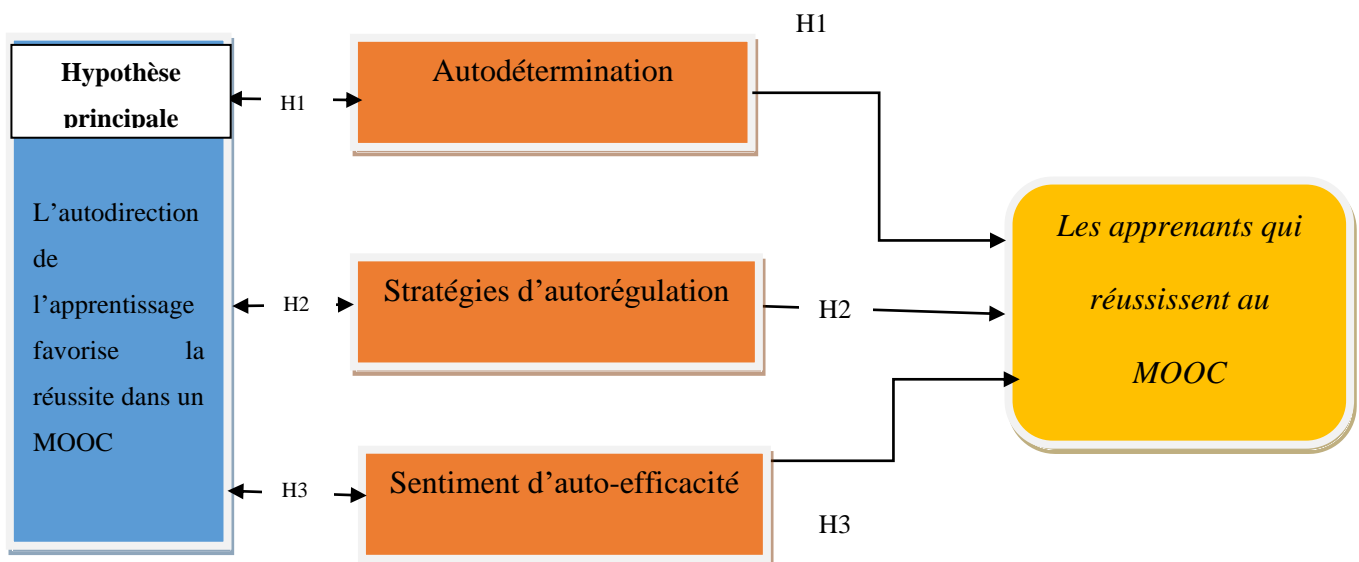 H1
Hypothèse
principale
H1
Autodétermination
L’autodirection
de
l’apprentissage
favorise la
réussite dans un
MOOC
H2
Stratégies d’autorégulation
H2
H3
Sentiment d’auto-efficacité
H3
Les apprenants qui
réussissent au
MOOC